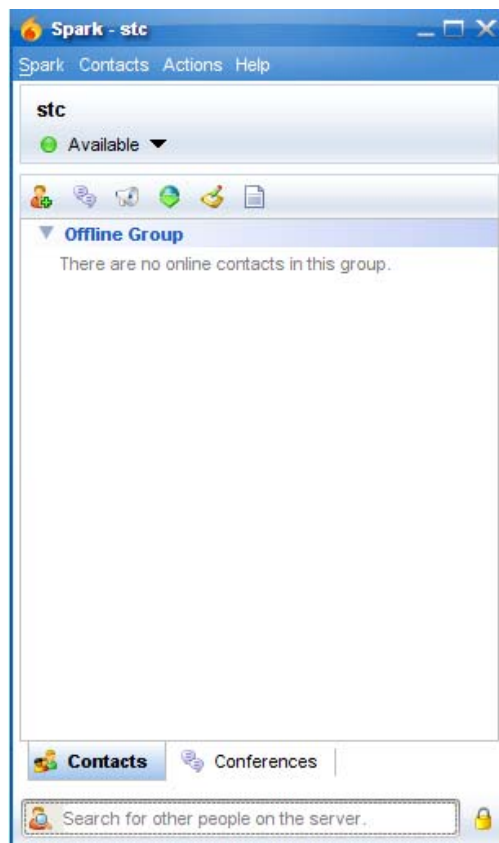 Spark - stc
Spark Contacts Actions Help
stc
Available
Offline Group
There are no online contacts in this group.
Contacts Conferences
Search for other people on the server.